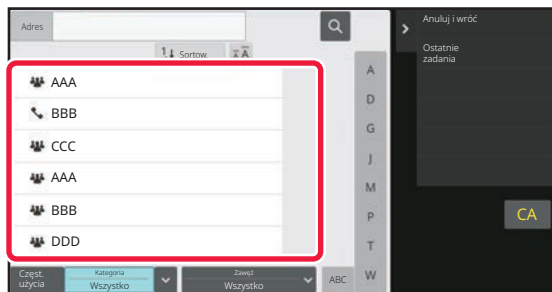 Adres
Anuluj i wróć
Ostatnie
zadania
1 Sortow.
A
AAA
BBB
CCC
AAA
BBB
DDD
A
D
G
J
M
P
T
W
CA
Częst.
użycia
Kategoria
Wszystko
Zawęź
Wszystko
ABC